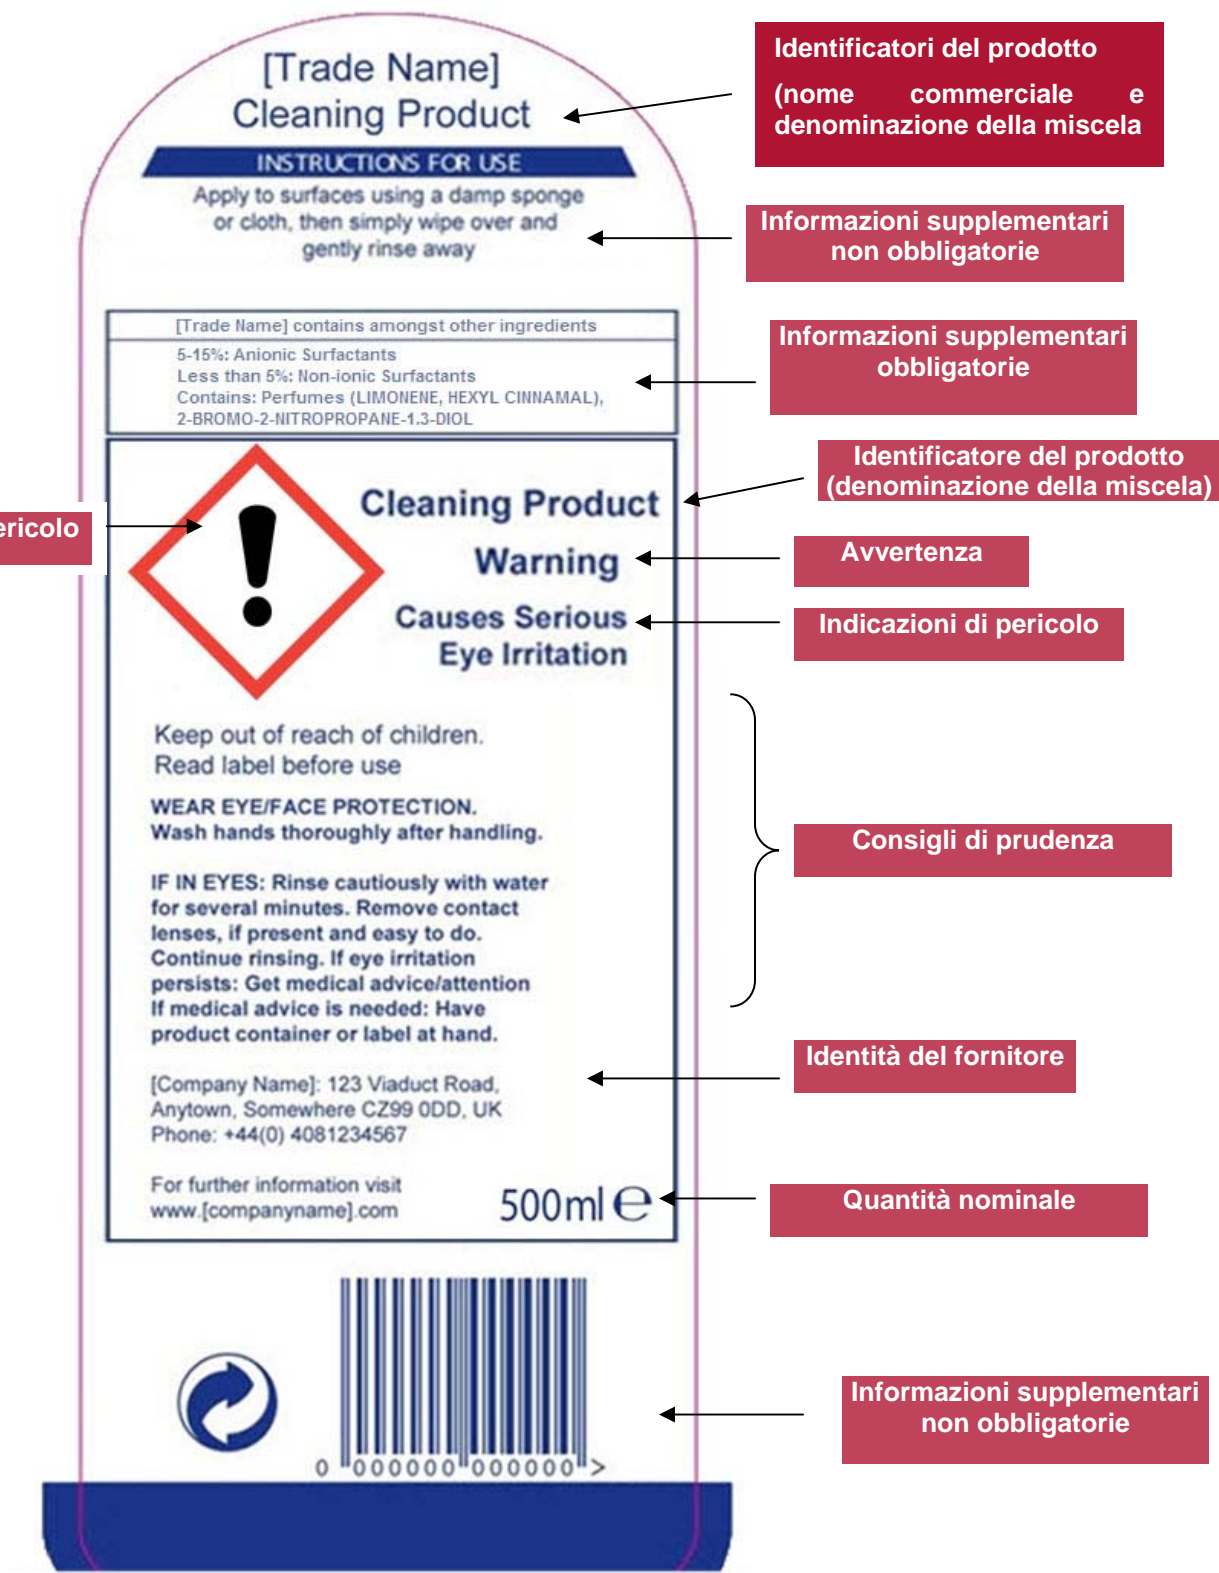 [Trade Name]
Cleaning Product
Identificatori del prodotto
(nome commerciale e
denominazione della miscela
INSTRUCTIONS FOR USE
Apply to surfaces using a damp sponge
or cloth, then simply wipe over and
gently rinse away
Informazioni supplementari
non obbligatorie
[Trade Name] contains amongst other ingredients
5-15%: Anionic Surfactants
Less than 5%: Non-ionic Surfactants
Contains: Perfumes (LIMONENE, HEXYL CINNAMAL),
2-BROMO-2-NITROPROPANE-1.3-DIOL
Informazioni supplementari
obbligatorie
Cleaning Product
Identificatore del prodotto
(denominazione della miscela)
Warning
Avvertenza
Causes Serious
Eye Irritation
Indicazioni di pericolo
Keep out of reach of children.
Read label before use
WEAR EYE/FACE PROTECTION.
Wash hands thoroughly after handling.
IF IN EYES: Rinse cautiously with water
for several minutes. Remove contact
lenses, if present and easy to do.
Continue rinsing. If eye irritation
persists: Get medical advice/attention
If medical advice is needed: Have
product container or label at hand.
Consigli di prudenza
[Company Name]: 123 Viaduct Road,
Anytown, Somewhere CZ99 0DD, UK
Phone: +44(0) 4081234567
Identità del fornitore
For further information visit
www.[companyname].com
500ml ℮
Quantità nominale
0 000000 000000 >
Informazioni supplementari
non obbligatorie